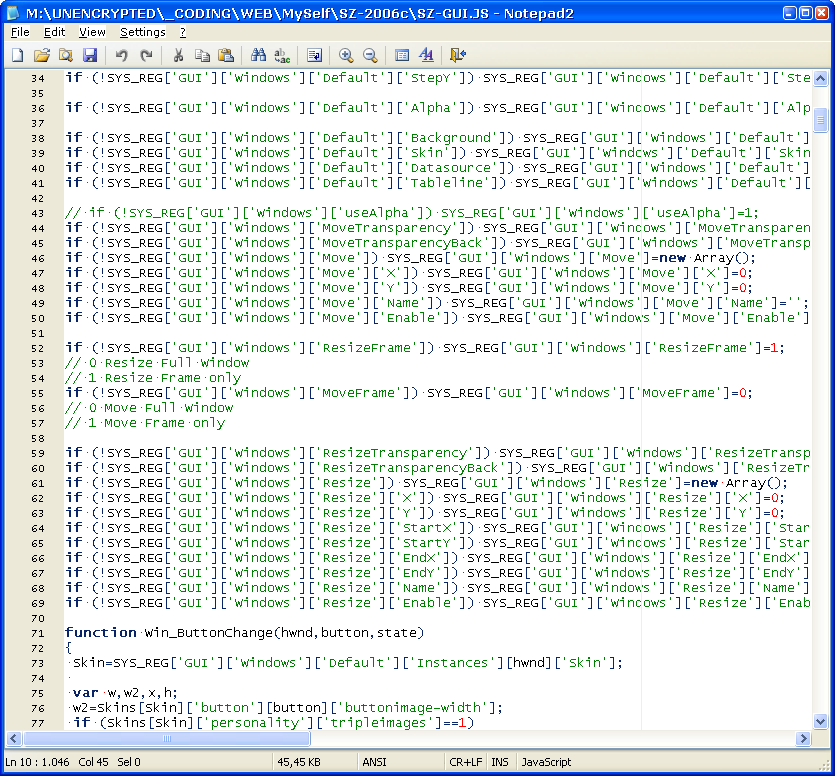 M:\UNENCRYPTED\_CODING\WEB\MySelf\SZ-2006c\SZ-GUI.JS - Notepad2
File Edit View Settings ?
34 if (!SYS_REG['GUI']['Windows']['Default']['StepY']) SYS_REG['GUI']['Windows']['Default']['Ste
35
36 if (!SYS_REG['GUI']['Windows']['Default']['Alpha']) SYS_REG['GUI']['Windows']['Default']['Alp
37
38 if (!SYS_REG['GUI']['Windows']['Default']['Background']) SYS_REG['GUI']['Windows']['Default']
39 if (!SYS_REG['GUI']['Windows']['Default']['Skin']) SYS_REG['GUI']['Windows']['Default']['Skin
40 if (!SYS_REG['GUI']['Windows']['Default']['Datasource']) SYS_REG['GUI']['Windows']['Default']
41 if (!SYS_REG['GUI']['Windows']['Default']['Tableline']) SYS_REG['GUI']['Windows']['Default'][
42
43 // if (!SYS_REG['GUI']['Windows']['useAlpha']) SYS_REG['GUI']['Windows']['useAlpha']=1;
44 if (!SYS_REG['GUI']['Windows']['MoveTransparency']) SYS_REG['GUI']['Windows']['MoveTransparen
45 if (!SYS_REG['GUI']['Windows']['MoveTransparencyBack']) SYS_REG['GUI']['Windows']['MoveTransp
46 if (!SYS_REG['GUI']['Windows']['Move']) SYS_REG['GUI']['Windows']['Move']=new Array();
47 if (!SYS_REG['GUI']['Windows']['Move']['X']) SYS_REG['GUI']['Windows']['Move']['X']=0;
48 if (!SYS_REG['GUI']['Windows']['Move']['Y']) SYS_REG['GUI']['Windows']['Move']['Y']=0;
49 if (!SYS_REG['GUI']['Windows']['Move']['Name']) SYS_REG['GUI']['Windows']['Move']['Name']='';
50 if (!SYS_REG['GUI']['Windows']['Move']['Enable']) SYS_REG['GUI']['Windows']['Move']['Enable']
51
52 if (!SYS_REG['GUI']['Windows']['ResizeFrame']) SYS_REG['GUI']['Windows']['ResizeFrame']=1;
53 // 0 Resize Full Window
54 // 1 Resize Frame only
55 if (!SYS_REG['GUI']['Windows']['MoveFrame']) SYS_REG['GUI']['Windows']['MoveFrame']=0;
56 // 0 Move Full Window
57 // 1 Move Frame only
58
59 if (!SYS_REG['GUI']['Windows']['ResizeTransparency']) SYS_REG['GUI']['Windows']['ResizeTransp
60 if (!SYS_REG['GUI']['Windows']['ResizeTransparencyBack']) SYS_REG['GUI']['Windows']['ResizeTr
61 if (!SYS_REG['GUI']['Windows']['Resize']) SYS_REG['GUI']['Windows']['Resize']=new Array();
62 if (!SYS_REG['GUI']['Windows']['Resize']['X']) SYS_REG['GUI']['Windows']['Resize']['X']=0;
63 if (!SYS_REG['GUI']['Windows']['Resize']['Y']) SYS_REG['GUI']['Windows']['Resize']['Y']=0;
64 if (!SYS_REG['GUI']['Windows']['Resize']['StartX']) SYS_REG['GUI']['Windows']['Resize']['Star
65 if (!SYS_REG['GUI']['Windows']['Resize']['StartY']) SYS_REG['GUI']['Windows']['Resize']['Star
66 if (!SYS_REG['GUI']['Windows']['Resize']['EndX']) SYS_REG['GUI']['Windows']['Resize']['EndX']
67 if (!SYS_REG['GUI']['Windows']['Resize']['EndY']) SYS_REG['GUI']['Windows']['Resize']['EndY']
68 if (!SYS_REG['GUI']['Windows']['Resize']['Name']) SYS_REG['GUI']['Windows']['Resize']['Name']
69 if (!SYS_REG['GUI']['Windows']['Resize']['Enable']) SYS_REG['GUI']['Windows']['Resize']['Enab
70
71 function Win_ButtonChange(hwnd,button,state)
72 {
73 Skin=SYS_REG['GUI']['Windows']['Default']['Instances'][hwnd]['Skin'];
74
75 var w,w2,x,h;
76 w2=Skins[Skin]['button'][button]['buttonimage-width'];
77 if (Skins[Skin]['personality']['tripleimages']==1)
Ln 10 : 1.046 Col 45 Sel 0 45,45 KB ANSI CR+LF INS JavaScript